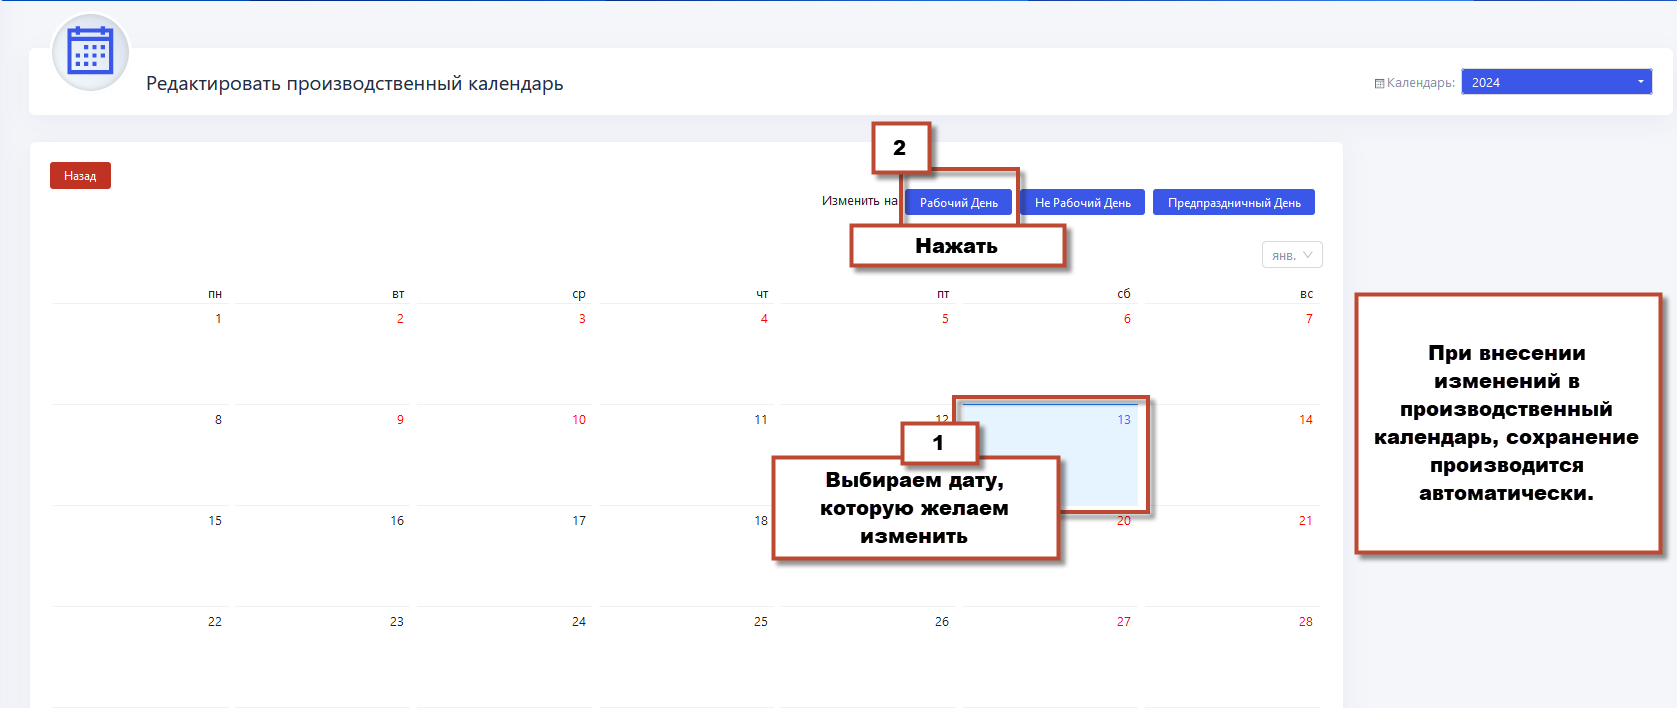 Редактировать производственный календарь
Календарь: 2024
2
Назад
Изменить на Рабочий День Не Рабочий День Предпраздничный День
Нажать
янв.
пн вт ср чт пт сб вс
1 2 3 4 5 6 7
8 9 10 11 12 13 14
1
Выбираем дату,
которую желаем
изменить
15 16 17 18 20 21
22 23 24 25 26 27 28
При внесении
изменений в
производственный
календарь, сохранение
производится
автоматически.